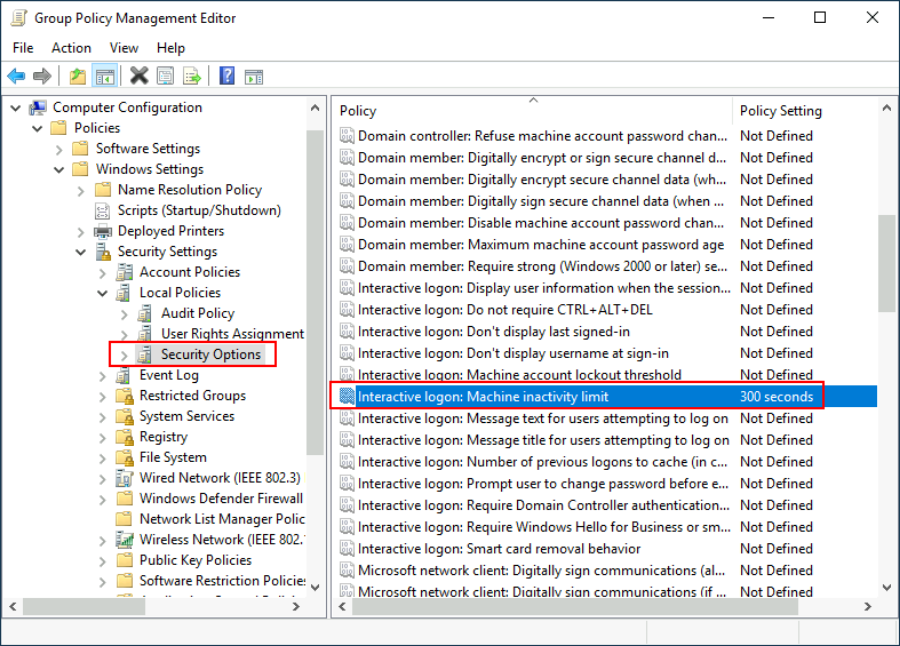 Group Policy Management Editor
File Action View Help
Computer Configuration
Policies
Software Settings
Windows Settings
Name Resolution Policy
Scripts (Startup/Shutdown)
Deployed Printers
Security Settings
Account Policies
Local Policies
Audit Policy
User Rights Assignment
Security Options
Event Log
Restricted Groups
System Services
Registry
File System
Wired Network (IEEE 802.3)
Windows Defender Firewall
Network List Manager Polic
Wireless Network (IEEE 802.
Public Key Policies
Software Restriction Policies
Policy Policy Setting
Domain controller: Refuse machine account password chan... Not Defined
Domain member: Digitally encrypt or sign secure channel d... Not Defined
Domain member: Digitally encrypt secure channel data (wh... Not Defined
Domain member: Digitally sign secure channel data (when ... Not Defined
Domain member: Disable machine account password chan... Not Defined
Domain member: Maximum machine account password age Not Defined
Domain member: Require strong (Windows 2000 or later) se... Not Defined
Interactive logon: Display user information when the session... Not Defined
Interactive logon: Do not require CTRL+ALT+DEL Not Defined
Interactive logon: Don't display last signed-in Not Defined
Interactive logon: Don't display username at sign-in Not Defined
Interactive logon: Machine account lockout threshold Not Defined
Interactive logon: Machine inactivity limit 300 seconds
Interactive logon: Message text for users attempting to log on Not Defined
Interactive logon: Message title for users attempting to log on Not Defined
Interactive logon: Number of previous logons to cache (in c... Not Defined
Interactive logon: Prompt user to change password before e... Not Defined
Interactive logon: Require Domain Controller authentication... Not Defined
Interactive logon: Require Windows Hello for Business or sm... Not Defined
Interactive logon: Smart card removal behavior Not Defined
Microsoft network client: Digitally sign communications (al... Not Defined
Microsoft network client: Digitally sign communications (if ... Not Defined